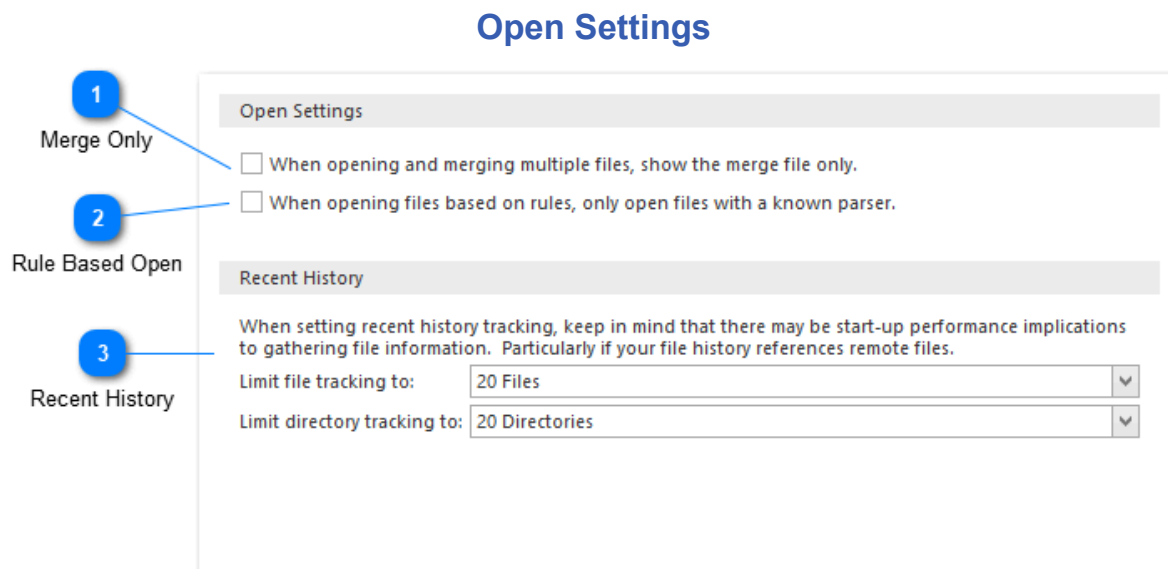 Open Settings
1
Merge Only
Open Settings
When opening and merging multiple files, show the merge file only.
2
Rule Based Open
When opening files based on rules, only open files with a known parser.
Recent History
3
Recent History
When setting recent history tracking, keep in mind that there may be start-up performance implications
to gathering file information.  Particularly if your file history references remote files.
Limit file tracking to: 20 Files
Limit directory tracking to: 20 Directories